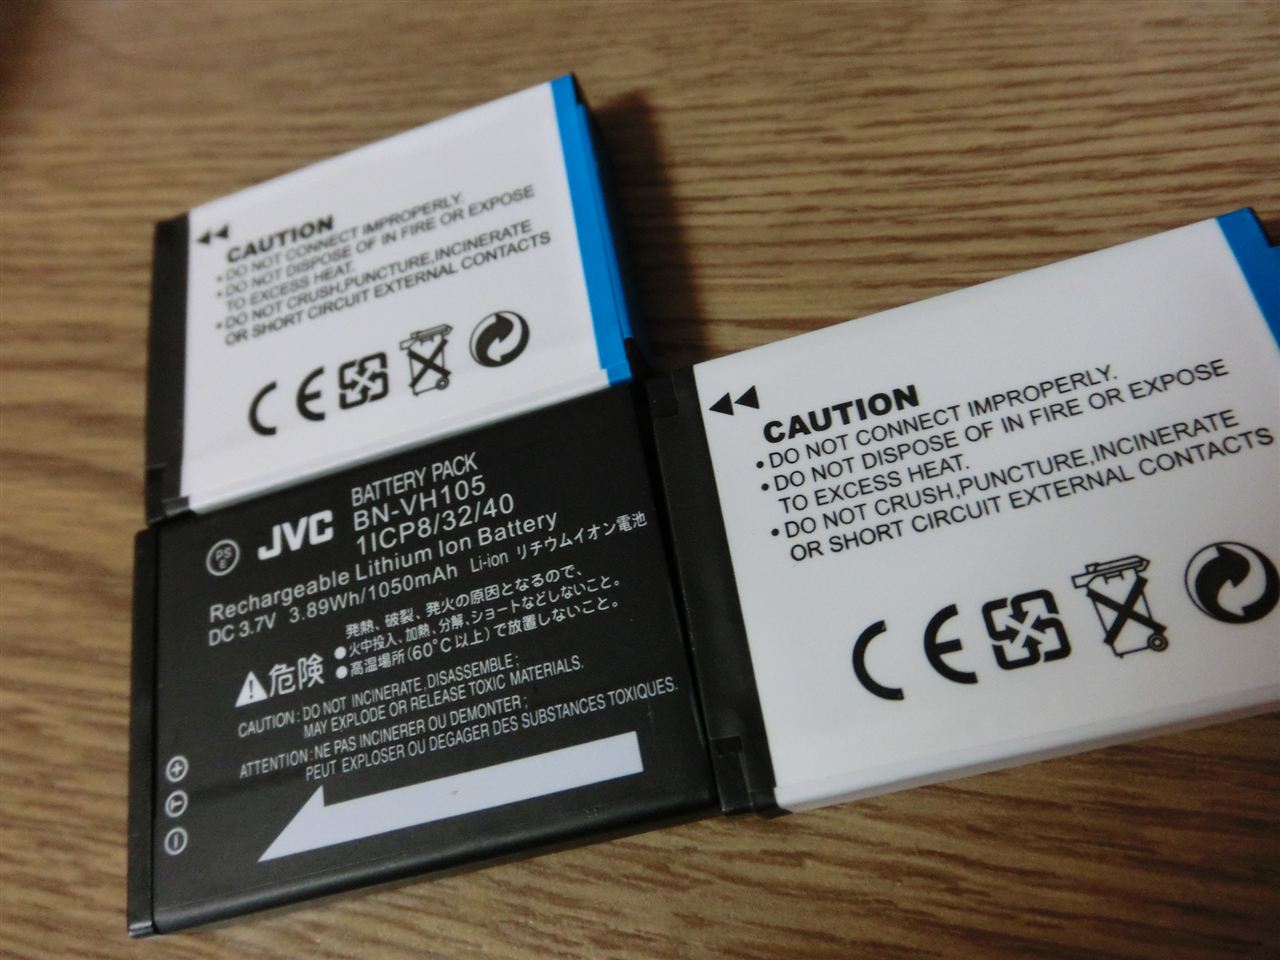 CAUTION
• DO NOT CONNECT IMPROPERLY.
• DO NOT DISPOSE OF IN FIRE OR EXPOSE
TO EXCESS HEAT.
• DO NOT CRUSH,PUNCTURE,INCINERATE
OR SHORT CIRCUIT EXTERNAL CONTACTS
CE
PS
E
JVC
BATTERY PACK
BN-VH105
1ICP8/32/40
Rechargeable Lithium Ion Battery
DC 3.7V 3.89Wh/1050mAh Li-ion リチウムイオン電池
危険
発熱、破裂、発火の原因となるので、
●火中投入、加熱、分解、ショートなどしないこと。
●高温場所(60°C以上)で放置しないこと。
CAUTION: DO NOT INCINERATE, DISASSEMBLE;
MAY EXPLODE OR RELEASE TOXIC MATERIALS.
ATTENTION: NE PAS INCINERER OU DEMONTER;
PEUT EXPLOSER OU DEGAGER DES SUBSTANCES TOXIQUES.
+
T
−
CAUTION
• DO NOT CONNECT IMPROPERLY.
• DO NOT DISPOSE OF IN FIRE OR EXPOSE
TO EXCESS HEAT.
• DO NOT CRUSH,PUNCTURE,INCINERATE
OR SHORT CIRCUIT EXTERNAL CONTACTS
CE